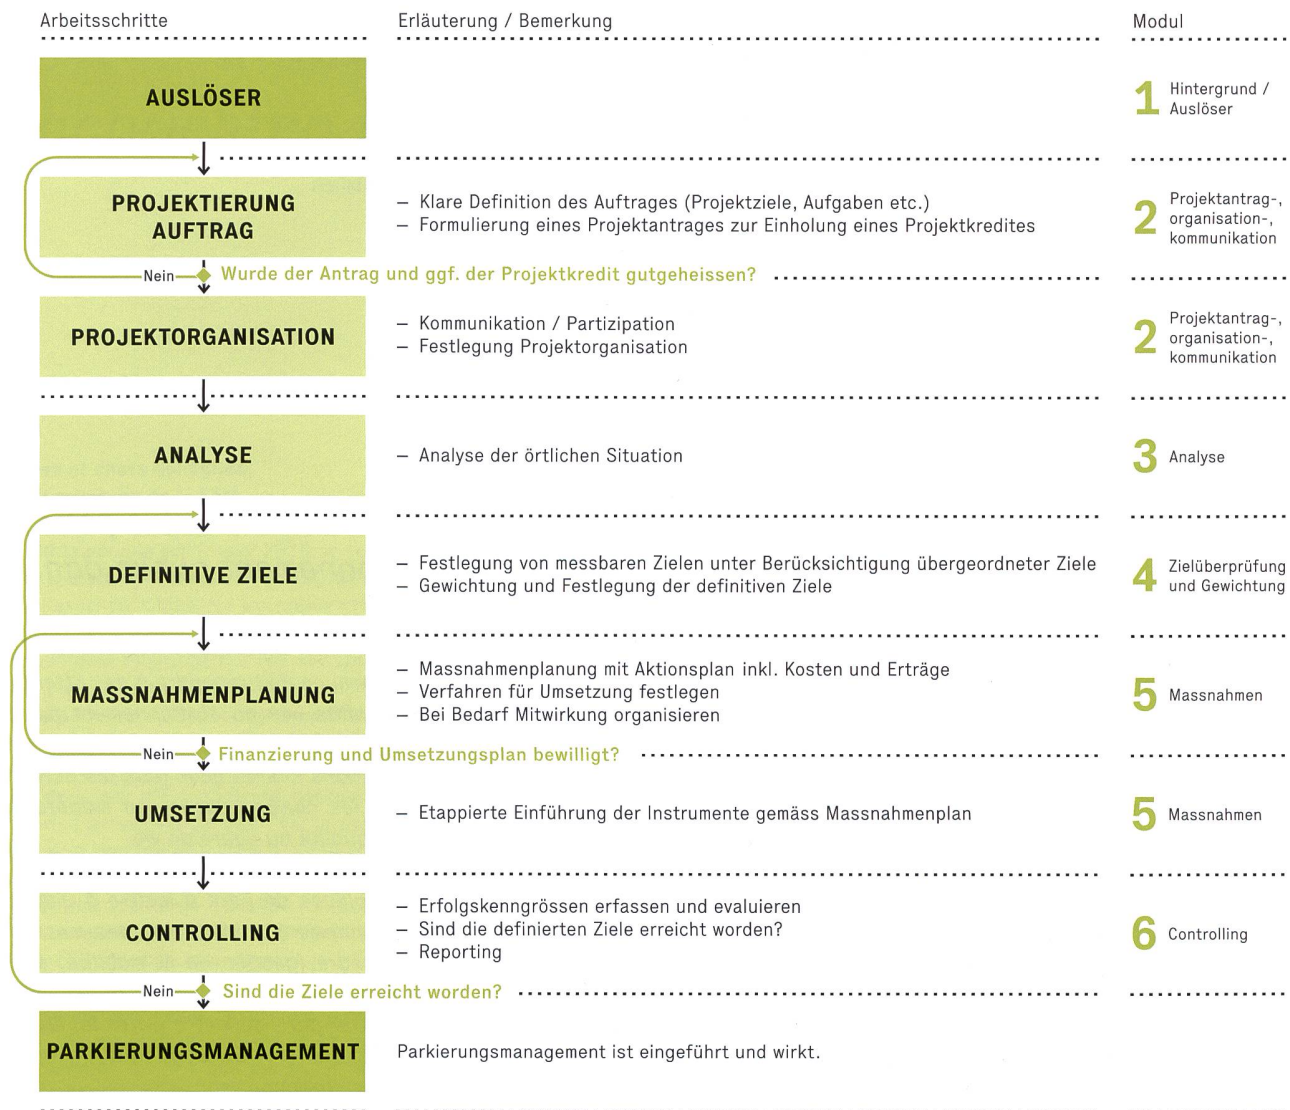 Arbeitsschritte
Erläuterung / Bemerkung
Modul
AUSLÖSER
1 Hintergrund /
Auslöser
PROJEKTIERUNG
AUFTRAG
– Klare Definition des Auftrages (Projektziele, Aufgaben etc.)
– Formulierung eines Projektantrages zur Einholung eines Projektkredites
2 Projektantrag-,
organisation-,
kommunikation
Nein
Wurde der Antrag und ggf. der Projektkredit gutgeheissen?
PROJEKTORGANISATION
– Kommunikation / Partizipation
– Festlegung Projektorganisation
2 Projektantrag-,
organisation-,
kommunikation
ANALYSE
– Analyse der örtlichen Situation
3 Analyse
DEFINITIVE ZIELE
– Festlegung von messbaren Zielen unter Berücksichtigung übergeordneter Ziele
– Gewichtung und Festlegung der definitiven Ziele
4 Zielüberprüfung
und Gewichtung
MASSNAHMENPLANUNG
– Massnahmenplanung mit Aktionsplan inkl. Kosten und Erträge
– Verfahren für Umsetzung festlegen
– Bei Bedarf Mitwirkung organisieren
5 Massnahmen
Nein
Finanzierung und Umsetzungsplan bewilligt?
UMSETZUNG
– Etappierte Einführung der Instrumente gemäss Massnahmenplan
5 Massnahmen
CONTROLLING
– Erfolgskenngrössen erfassen und evaluieren
– Sind die definierten Ziele erreicht worden?
– Reporting
6 Controlling
Nein
Sind die Ziele erreicht worden?
PARKIERUNGSMANAGEMENT
Parkierungsmanagement ist eingeführt und wirkt.